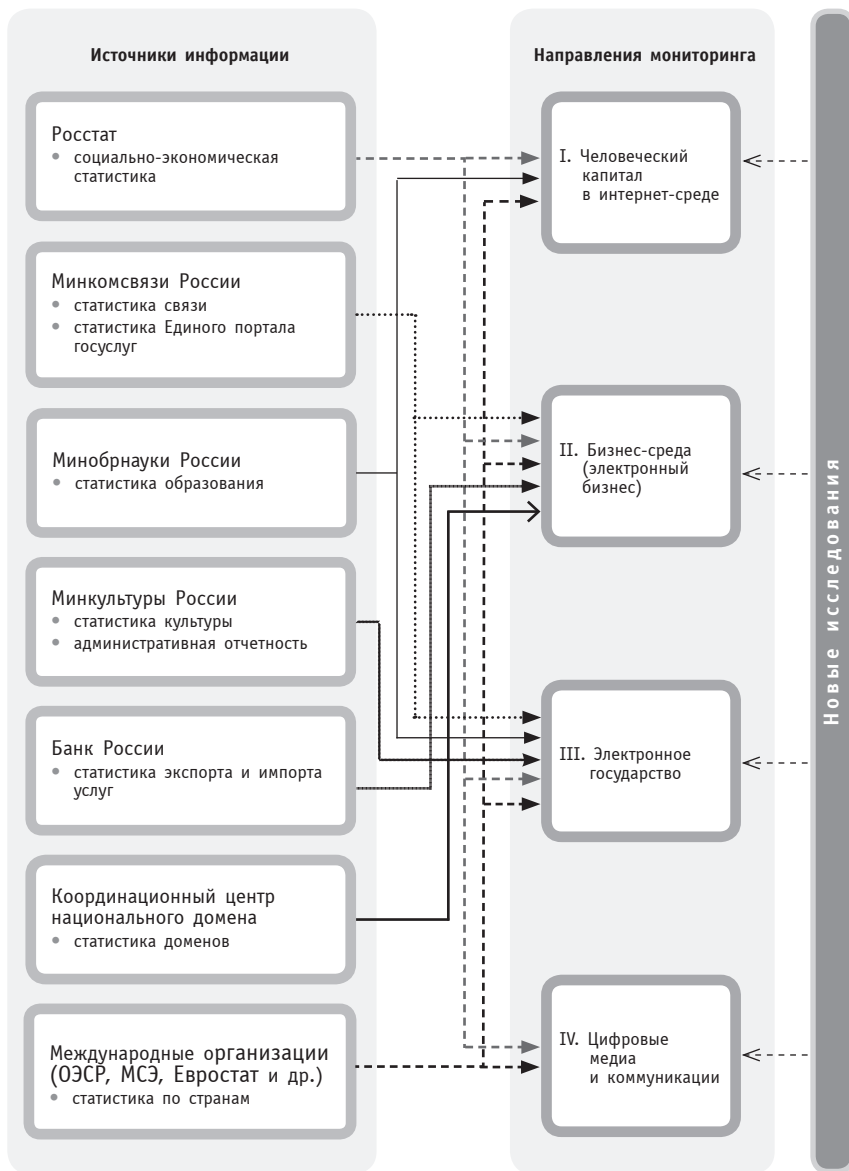 Источники информации
Росстат
• социально-экономическая
статистика
Минкомсвязи России
• статистика связи
• статистика Единого портала
госуслуг
Минобрнауки России
• статистика образования
Минкультуры России
• статистика культуры
• административная отчетность
Банк России
• статистика экспорта и импорта
услуг
Координационный центр
национального домена
• статистика доменов
Международные организации
(ОЭСР, МСЭ, Евростат и др.)
• статистика по странам
Направления мониторинга
I. Человеческий
капитал
в интернет-среде
II. Бизнес-среда
(электронный
бизнес)
III. Электронное
государство
IV. Цифровые
медиа
и коммуникации
Новые исследования